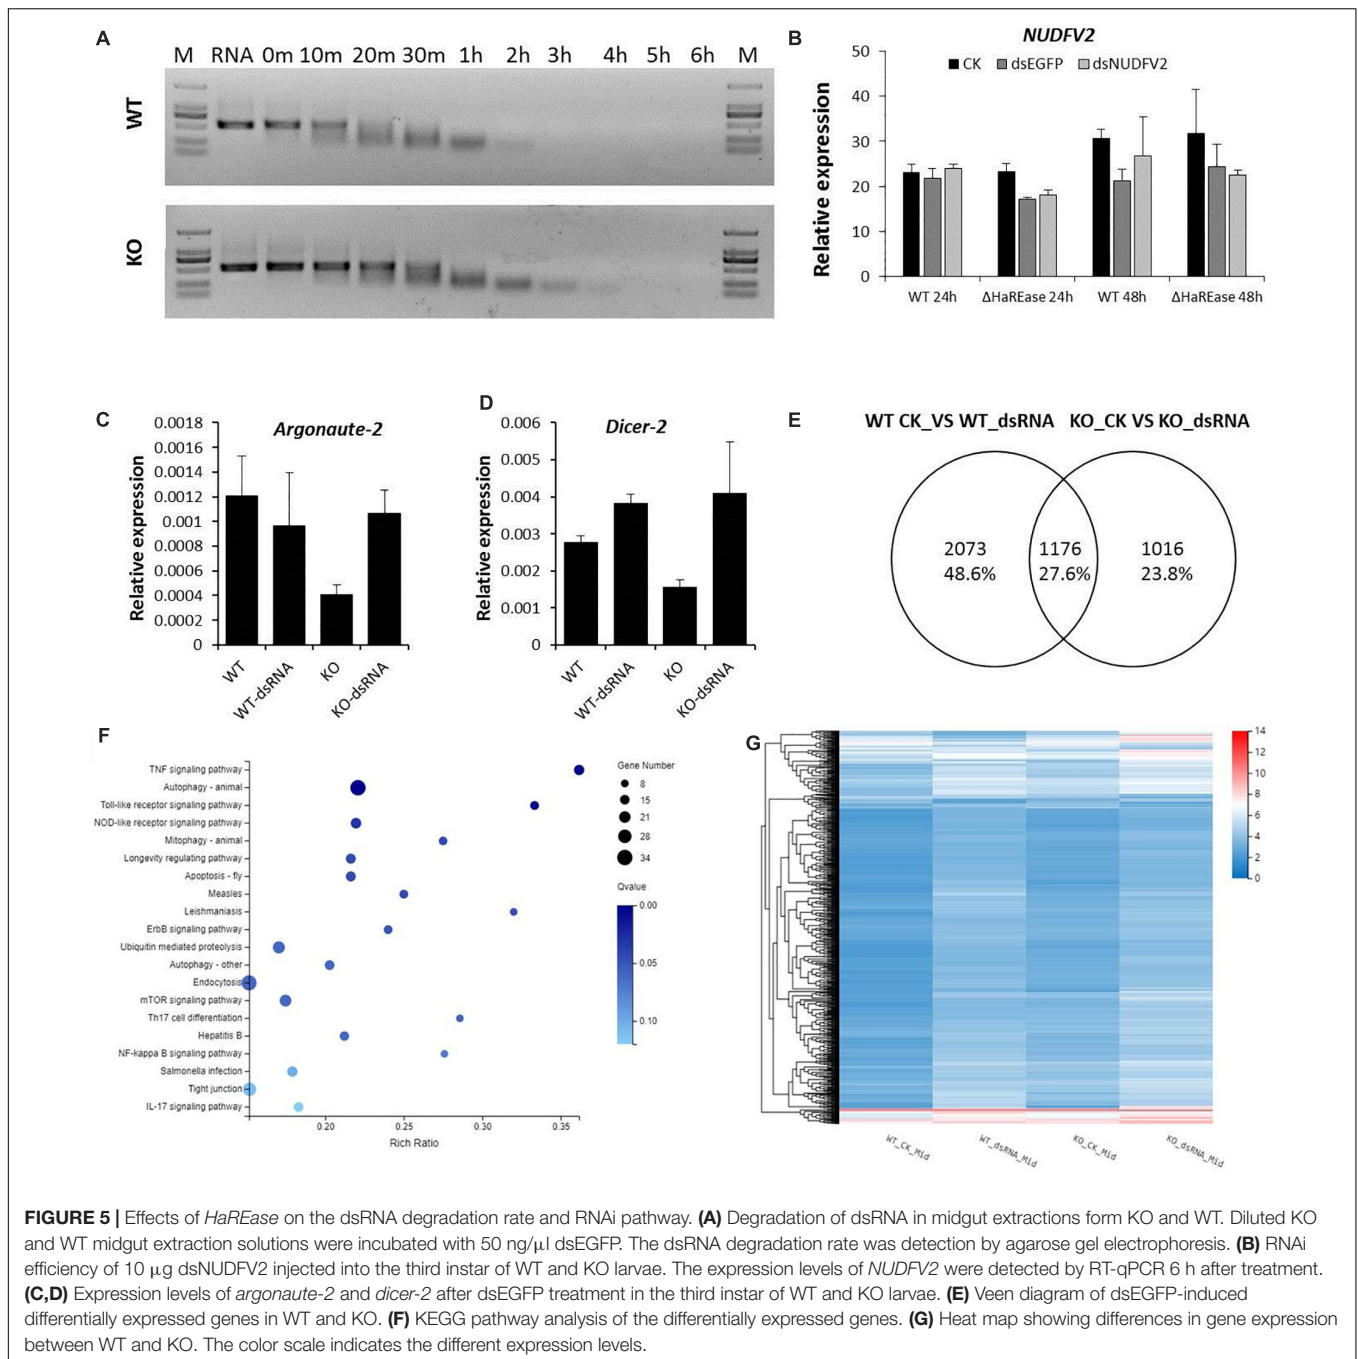 A
M RNA 0m 10m 20m 30m 1h 2h 3h 4h 5h 6h M
WT
KO
B
NUDFV2
CK dsEGFP dsNUDFV2
Relative expression
50
40
30
20
10
0
WT 24h ΔHaREase 24h WT 48h ΔHaREase 48h
C
Argonaute-2
Relative expression
0.0018
0.0016
0.0014
0.0012
0.001
0.0008
0.0006
0.0004
0.0002
0
WT WT-dsRNA KO KO-dsRNA
D
Dicer-2
Relative expression
0.006
0.005
0.004
0.003
0.002
0.001
0
WT WT-dsRNA KO KO-dsRNA
E
WT CK_VS WT_dsRNA KO_CK VS KO_dsRNA
2073 1176 1016
48.6% 27.6% 23.8%
F
TNF signaling pathway
Autophagy - animal
Toll-like receptor signaling pathway
NOD-like receptor signaling pathway
Mitophagy - animal
Longevity regulating pathway
Apoptosis - fly
Measles
Leishmaniasis
ErbB signaling pathway
Ubiquitin mediated proteolysis
Autophagy - other
Endocytosis
mTOR signaling pathway
Th17 cell differentiation
Hepatitis B
NF-kappa B signaling pathway
Salmonella infection
Tight junction
IL-17 signaling pathway
0.20 0.25 0.30 0.35
Rich Ratio
Gene Number
8
15
21
28
34
Qvalue
0.00
0.05
0.10
G
14
12
10
8
6
4
2
0
WT_CK_Mid WT_dsRNA_Mid KO_CK_Mid KO_dsRNA_Mid
FIGURE 5 | Effects of HaREase on the dsRNA degradation rate and RNAi pathway. (A) Degradation of dsRNA in midgut extractions form KO and WT. Diluted KO
and WT midgut extraction solutions were incubated with 50 ng/μl dsEGFP. The dsRNA degradation rate was detection by agarose gel electrophoresis. (B) RNAi
efficiency of 10 μg dsNUDFV2 injected into the third instar of WT and KO larvae. The expression levels of NUDFV2 were detected by RT-qPCR 6 h after treatment.
(C,D) Expression levels of argonaute-2 and dicer-2 after dsEGFP treatment in the third instar of WT and KO larvae. (E) Veen diagram of dsEGFP-induced
differentially expressed genes in WT and KO. (F) KEGG pathway analysis of the differentially expressed genes. (G) Heat map showing differences in gene expression
between WT and KO. The color scale indicates the different expression levels.